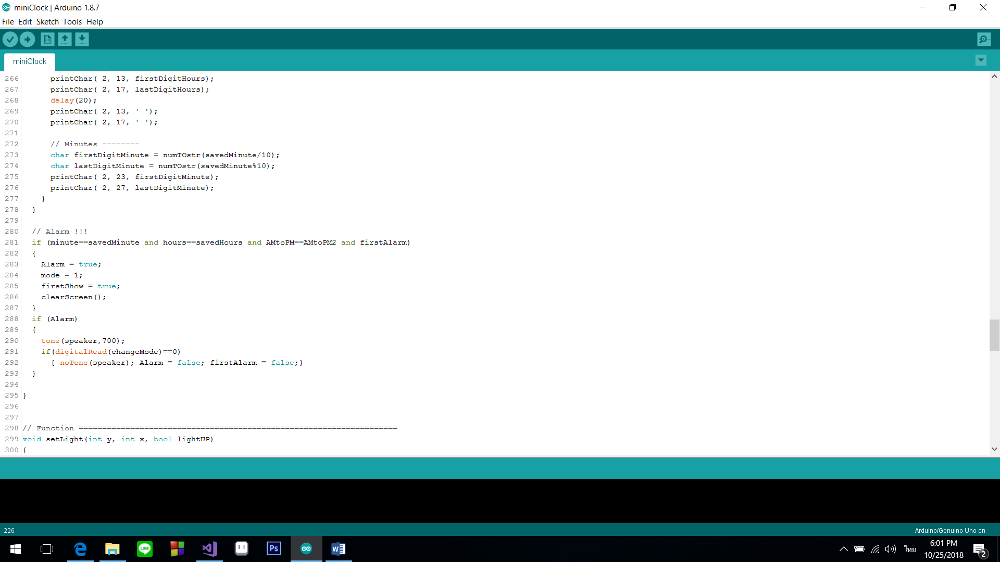 miniClock | Arduino 1.8.7
File Edit Sketch Tools Help
miniClock
266 printChar( 2, 13, firstDigitHours);
267 printChar( 2, 17, lastDigitHours);
268 delay(20);
269 printChar( 2, 13, ' ');
270 printChar( 2, 17, ' ');
271
272 // Minutes --------
273 char firstDigitMinute = numTOstr(savedMinute/10);
274 char lastDigitMinute = numTOstr(savedMinute%10);
275 printChar( 2, 23, firstDigitMinute);
276 printChar( 2, 27, lastDigitMinute);
277 }
278 }
279
280 // Alarm !!!
281 if (minute==savedMinute and hours==savedHours and AMtoPM==AMtoPM2 and firstAlarm)
282 {
283 Alarm = true;
284 mode = 1;
285 firstShow = true;
286 clearScreen();
287 }
288 if (Alarm)
289 {
290 tone(speaker,700);
291 if(digitalRead(changeMode)==0)
292 { noTone(speaker); Alarm = false; firstAlarm = false;}
293 }
294
295 }
296
297
298 // Function ====================================================================
299 void setLight(int y, int x, bool lightUP)
300 {
226
Arduino/Genuino Uno on
LINE
Ps
W
ไทย
6:01 PM
10/25/2018
2